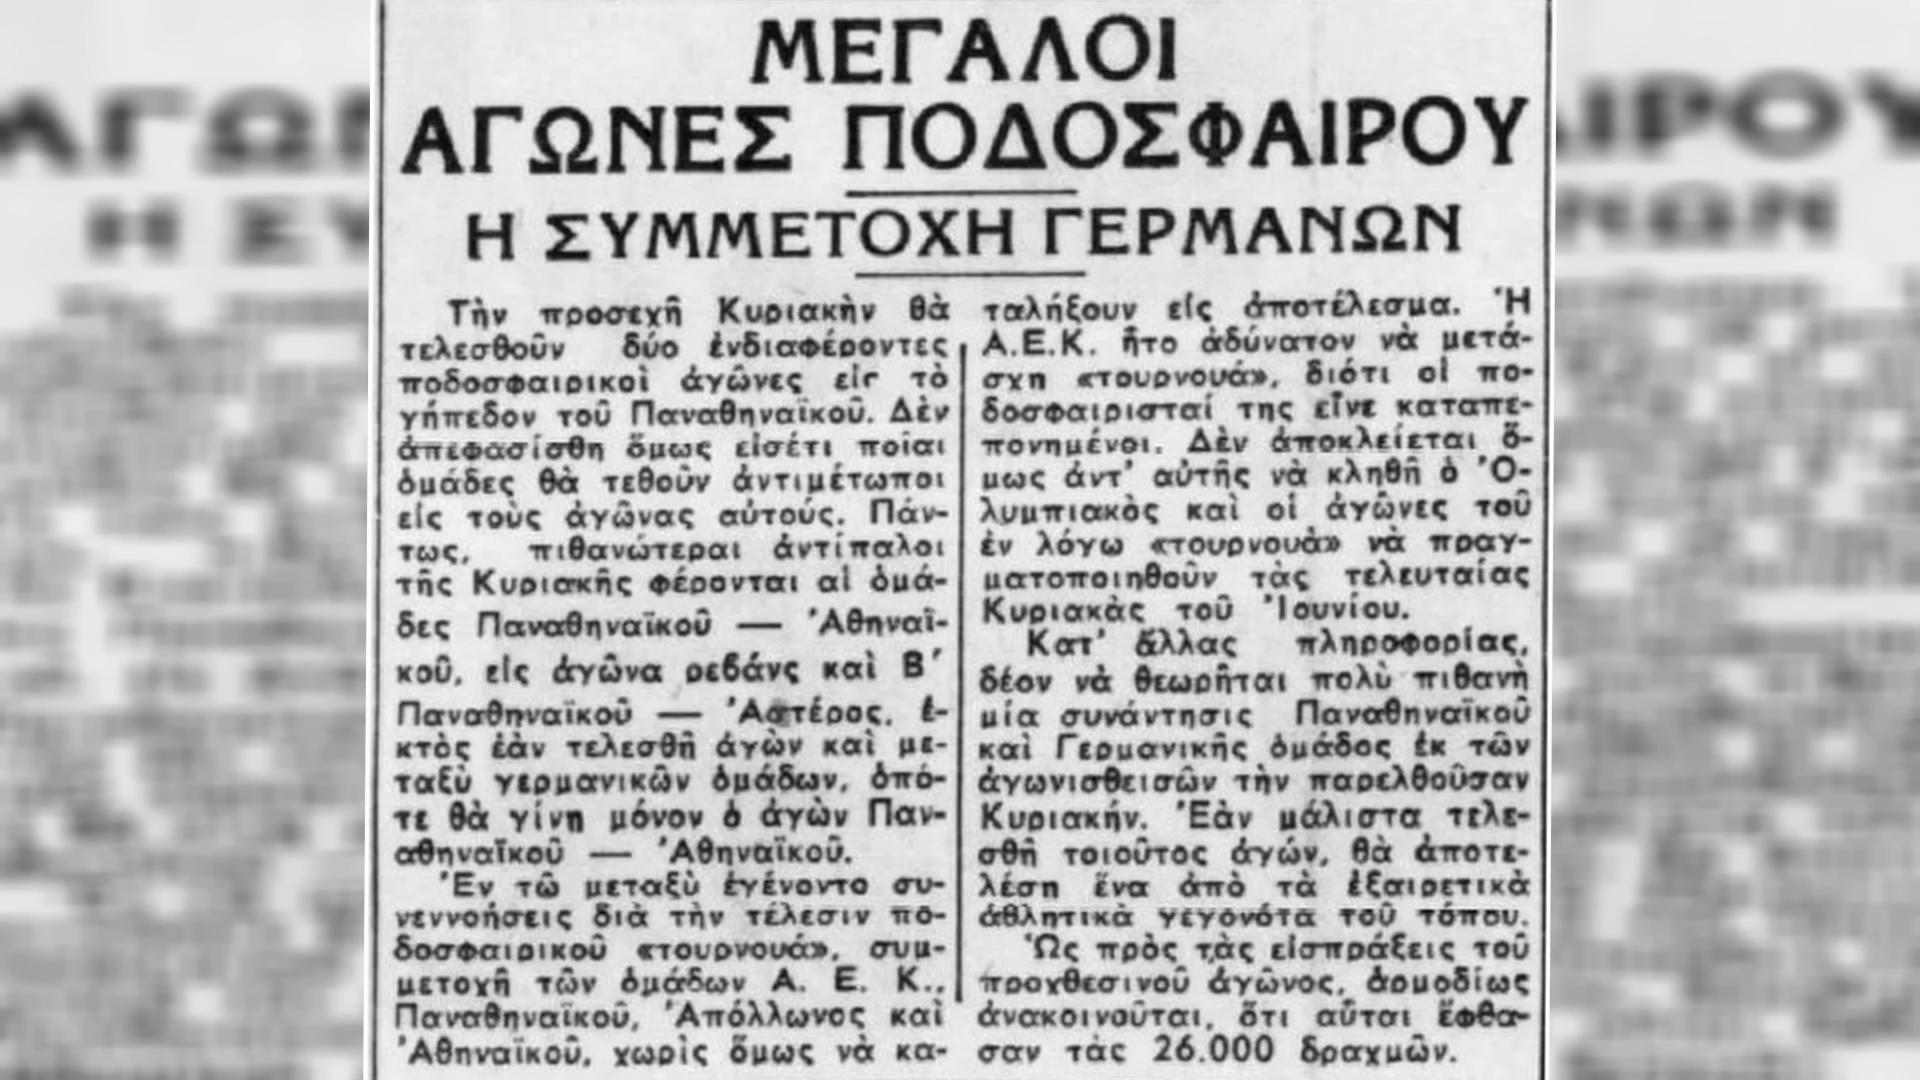 ΜΕΓΑΛΟΙ
ΑΓΩΝΕΣ ΠΟΔΟΣΦΑΙΡΟΥ
Η ΣΥΜΜΕΤΟΧΗ ΓΕΡΜΑΝΩΝ
Τὴν προσεχῆ Κυριακὴν θὰ
τελεσθοῦν δύο ἐνδιαφέροντες
ποδοσφαιρικοὶ ἀγῶνες εἰς τὸ
γήπεδον τοῦ Παναθηναϊκοῦ. Δὲν
ἀπεφασίσθη ὅμως εἰσέτι ποῖαι
ὁμάδες θὰ τεθοῦν ἀντιμέτωποι
εἰς τοὺς ἀγῶνας αὐτούς. Πάν-
τως, πιθανώτεραι ἀντίπαλοι
τῆς Κυριακῆς φέρονται αἱ ὁμά-
δες Παναθηναϊκοῦ — Ἀθηναϊ-
κοῦ, εἰς ἀγῶνα ρεβάνς καὶ Β΄
Παναθηναϊκοῦ — Ἀστέρος, ἐ-
κτὸς ἐὰν τελεσθῆ ἀγὼν καὶ με-
ταξὺ γερμανικῶν ὁμάδων, ὁπό-
τε θὰ γίνη μόνον ὁ ἀγὼν Παν-
αθηναϊκοῦ — Ἀθηναϊκοῦ.
Ἐν τῶ μεταξὺ ἐγένοντο συ-
νεννοήσεις διὰ τὴν τέλεσιν πο-
δοσφαιρικοῦ «τουρνουά», συμ-
μετοχῆ τῶν ὁμάδων Α. Ε. Κ.,
Παναθηναϊκοῦ, Ἀπόλλωνος καὶ
Ἀθηναϊκοῦ, χωρὶς ὅμως νὰ κα-
ταλήξουν εἰς ἀποτέλεσμα. Ἡ
Α.Ε.Κ. ἦτο ἀδύνατον νὰ μετά-
σχη «τουρνουά», διότι οἱ πο-
δοσφαιρισταί της εἶνε καταπε-
πονημένοι. Δὲν ἀποκλείεται ὅ-
μως ἀντ' αὐτῆς νὰ κληθῆ ὁ Ὀ-
λυμπιακὸς καὶ οἱ ἀγῶνες τοῦ
ἐν λόγω «τουρνουὰ» νὰ πραγ-
ματοποιηθοῦν τὰς τελευταίας
Κυριακὰς τοῦ Ἰουνίου.
Κατ' ἄλλας πληροφορίας,
δέον νὰ θεωρῆται πολὺ πιθανὴ
μία συνάντησις Παναθηναϊκοῦ
καὶ Γερμανικῆς ὁμάδος ἐκ τῶν
ἀγωνισθεισῶν τὴν παρελθοῦσαν
Κυριακήν. Ἐὰν μάλιστα τελε-
σθῆ τοιοῦτος ἀγών, θὰ ἀποτε-
λέση ἕνα ἀπὸ τὰ ἐξαιρετικὰ
ἀθλητικὰ γεγονότα τοῦ τόπου.
Ὡς πρὸς τὰς εἰσπράξεις τοῦ
προχθεσινοῦ ἀγῶνος, ἁρμοδίως
ἀνακοινοῦται, ὅτι αὗται ἔφθα-
σαν τὰς 26.000 δραχμῶν.